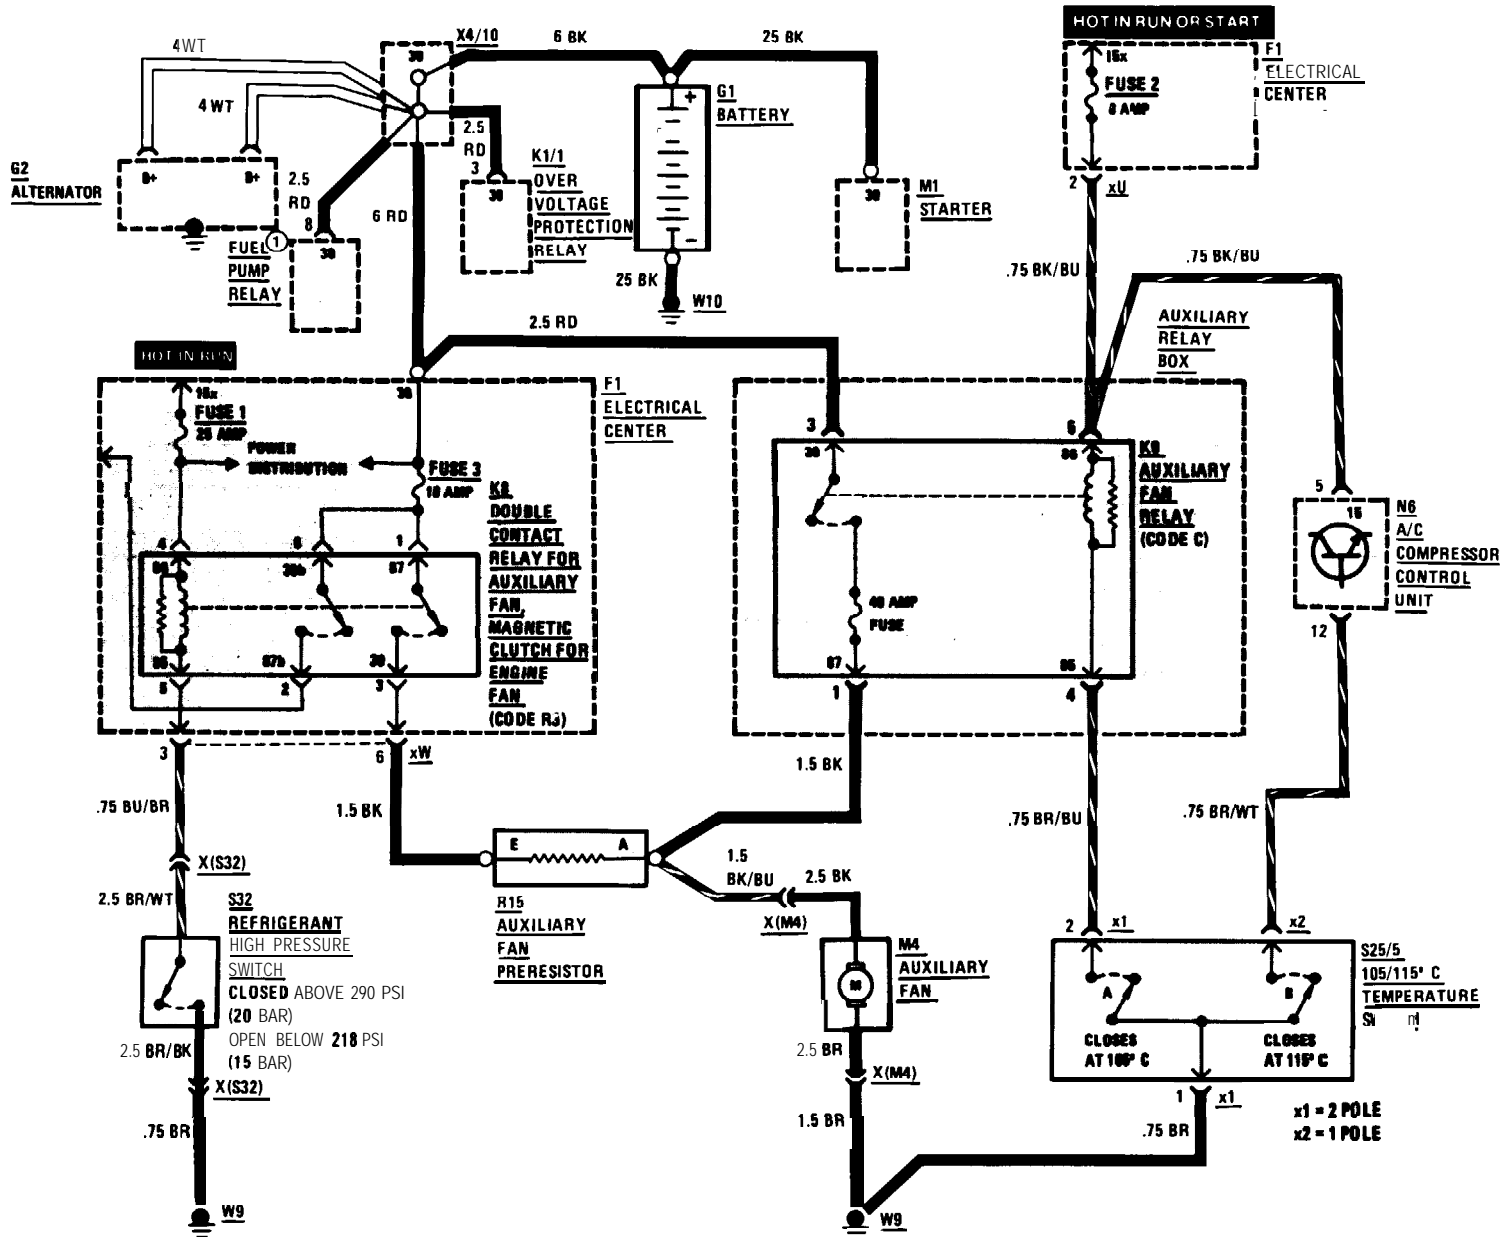 HOT IN RUN OR START
4WT
X4/10
6 BK
25 BK
30
15x
FUSE 2
8 AMP
F1
ELECTRICAL
CENTER
4 WT
G1
BATTERY
+
-
2.5
RD
3
30
K1/1
OVER
VOLTAGE
PROTECTION
RELAY
G2
ALTERNATOR
B+
B+
2.5
RD
8
6 RD
30
M1
STARTER
2
xU
FUEL
PUMP
RELAY
1
30
25 BK
W10
.75 BK/BU
.75 BK/BU
2.5 RD
AUXILIARY
RELAY
BOX
HOT IN RUN
15x
FUSE 1
25 AMP
30
F1
ELECTRICAL
CENTER
POWER
DISTRIBUTION
FUSE 3
10 AMP
K8
DOUBLE
CONTACT
RELAY FOR
AUXILIARY
FAN,
MAGNETIC
CLUTCH FOR
ENGINE
FAN
4
6
1
30b
87
87b
30
5
2
3
3
30
6
86
K9
AUXILIARY
FAN
RELAY
(CODE C)
40 AMP
FUSE
87
85
1
4
5
15
N6
A/C
COMPRESSOR
CONTROL
UNIT
12
3
6
xW
.75 BU/BR
1.5 BK
1.5 BK
.75 BR/BU
.75 BR/WT
X(S32)
2.5 BR/WT
E
A
R15
AUXILIARY
FAN
PRERESISTOR
1.5
BK/BU
2.5 BK
X(M4)
S32
REFRIGERANT
HIGH PRESSURE
SWITCH
CLOSED ABOVE 290 PSI
(20 BAR)
OPEN BELOW 218 PSI
(15 BAR)
M
M4
AUXILIARY
FAN
2
x1
x2
A
B
CLOSES
AT 105° C
CLOSES
AT 115° C
S25/5
105/115° C
TEMPERATURE
2.5 BR/BK
X(S32)
.75 BR
W9
2.5 BR
X(M4)
1.5 BR
W9
1
x1
.75 BR
x1 = 2 POLE
x2 = 1 POLE